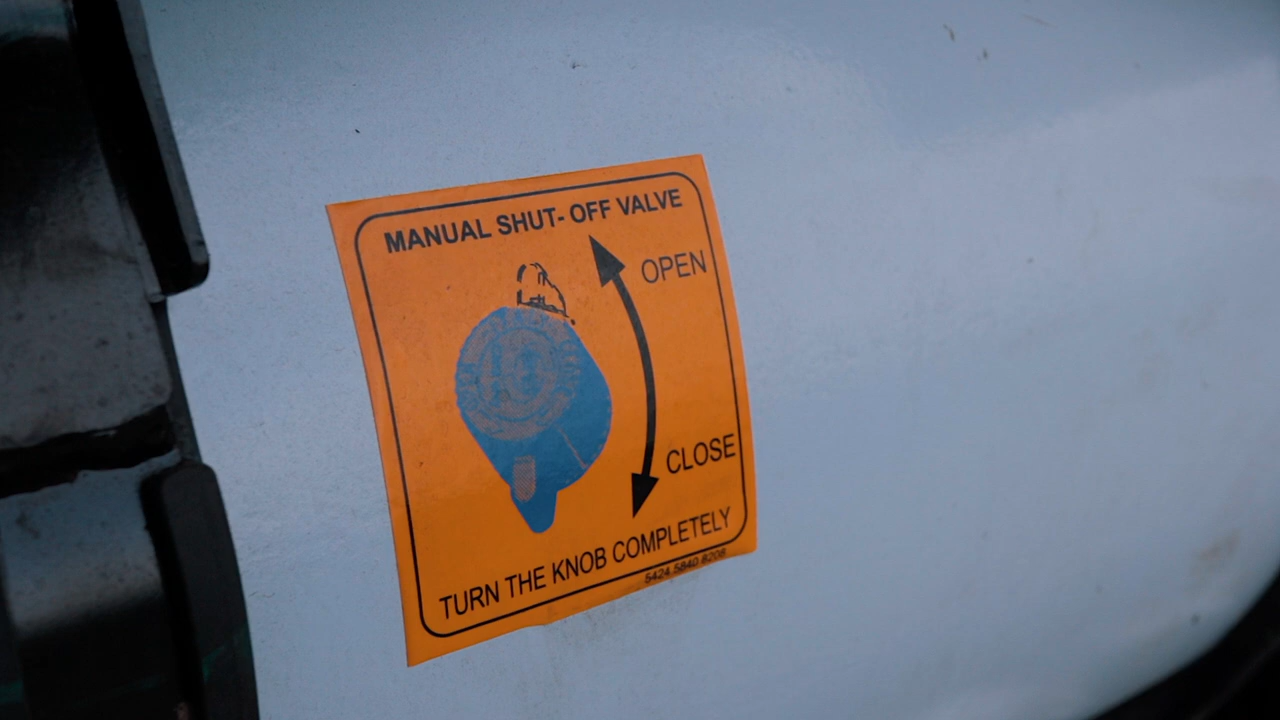 MANUAL SHUT- OFF VALVE
OPEN
CLOSE
TURN THE KNOB COMPLETELY
5424 5840 8208